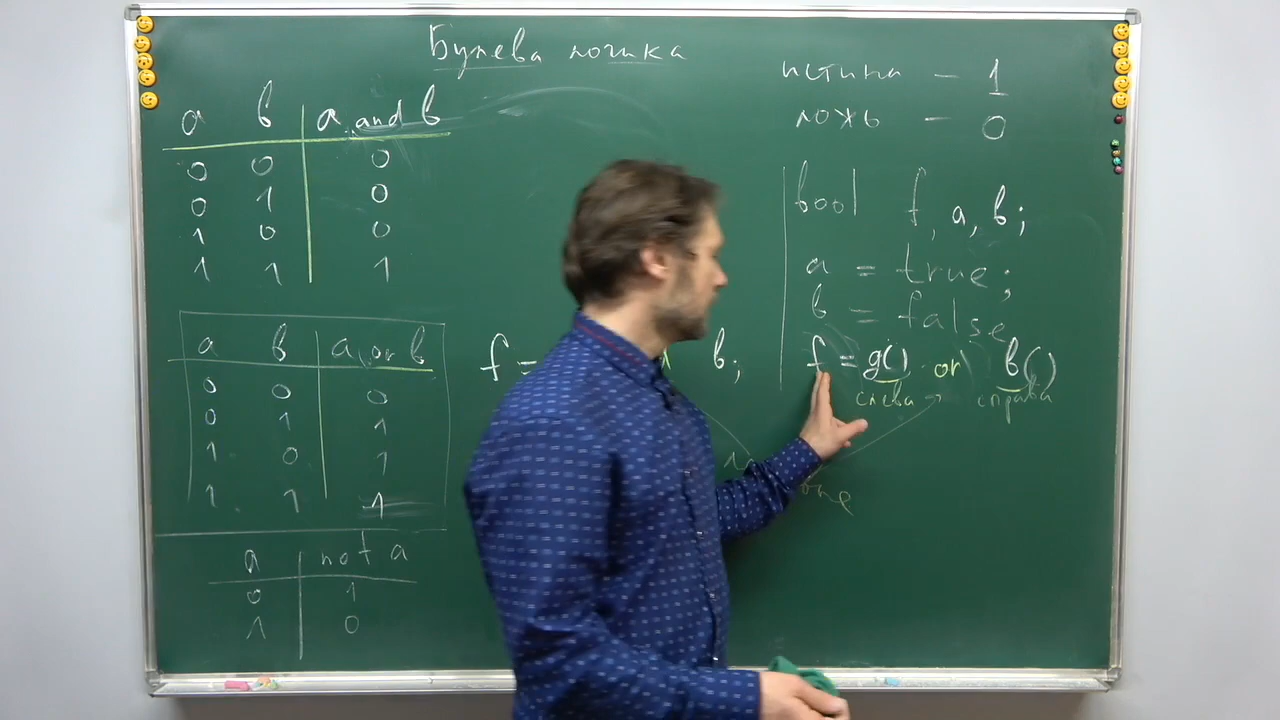 Булева логика
a b a and b
0 0 0
0 1 0
1 0 0
1 1 1
a b a or b
0 0 0
0 1 1
1 0 1
1 1 1
a not a
0 1
1 0
f = b;
истина – 1
ложь – 0
bool f, a, b;
a = true;
b = false
f = g() or b()
слева справа